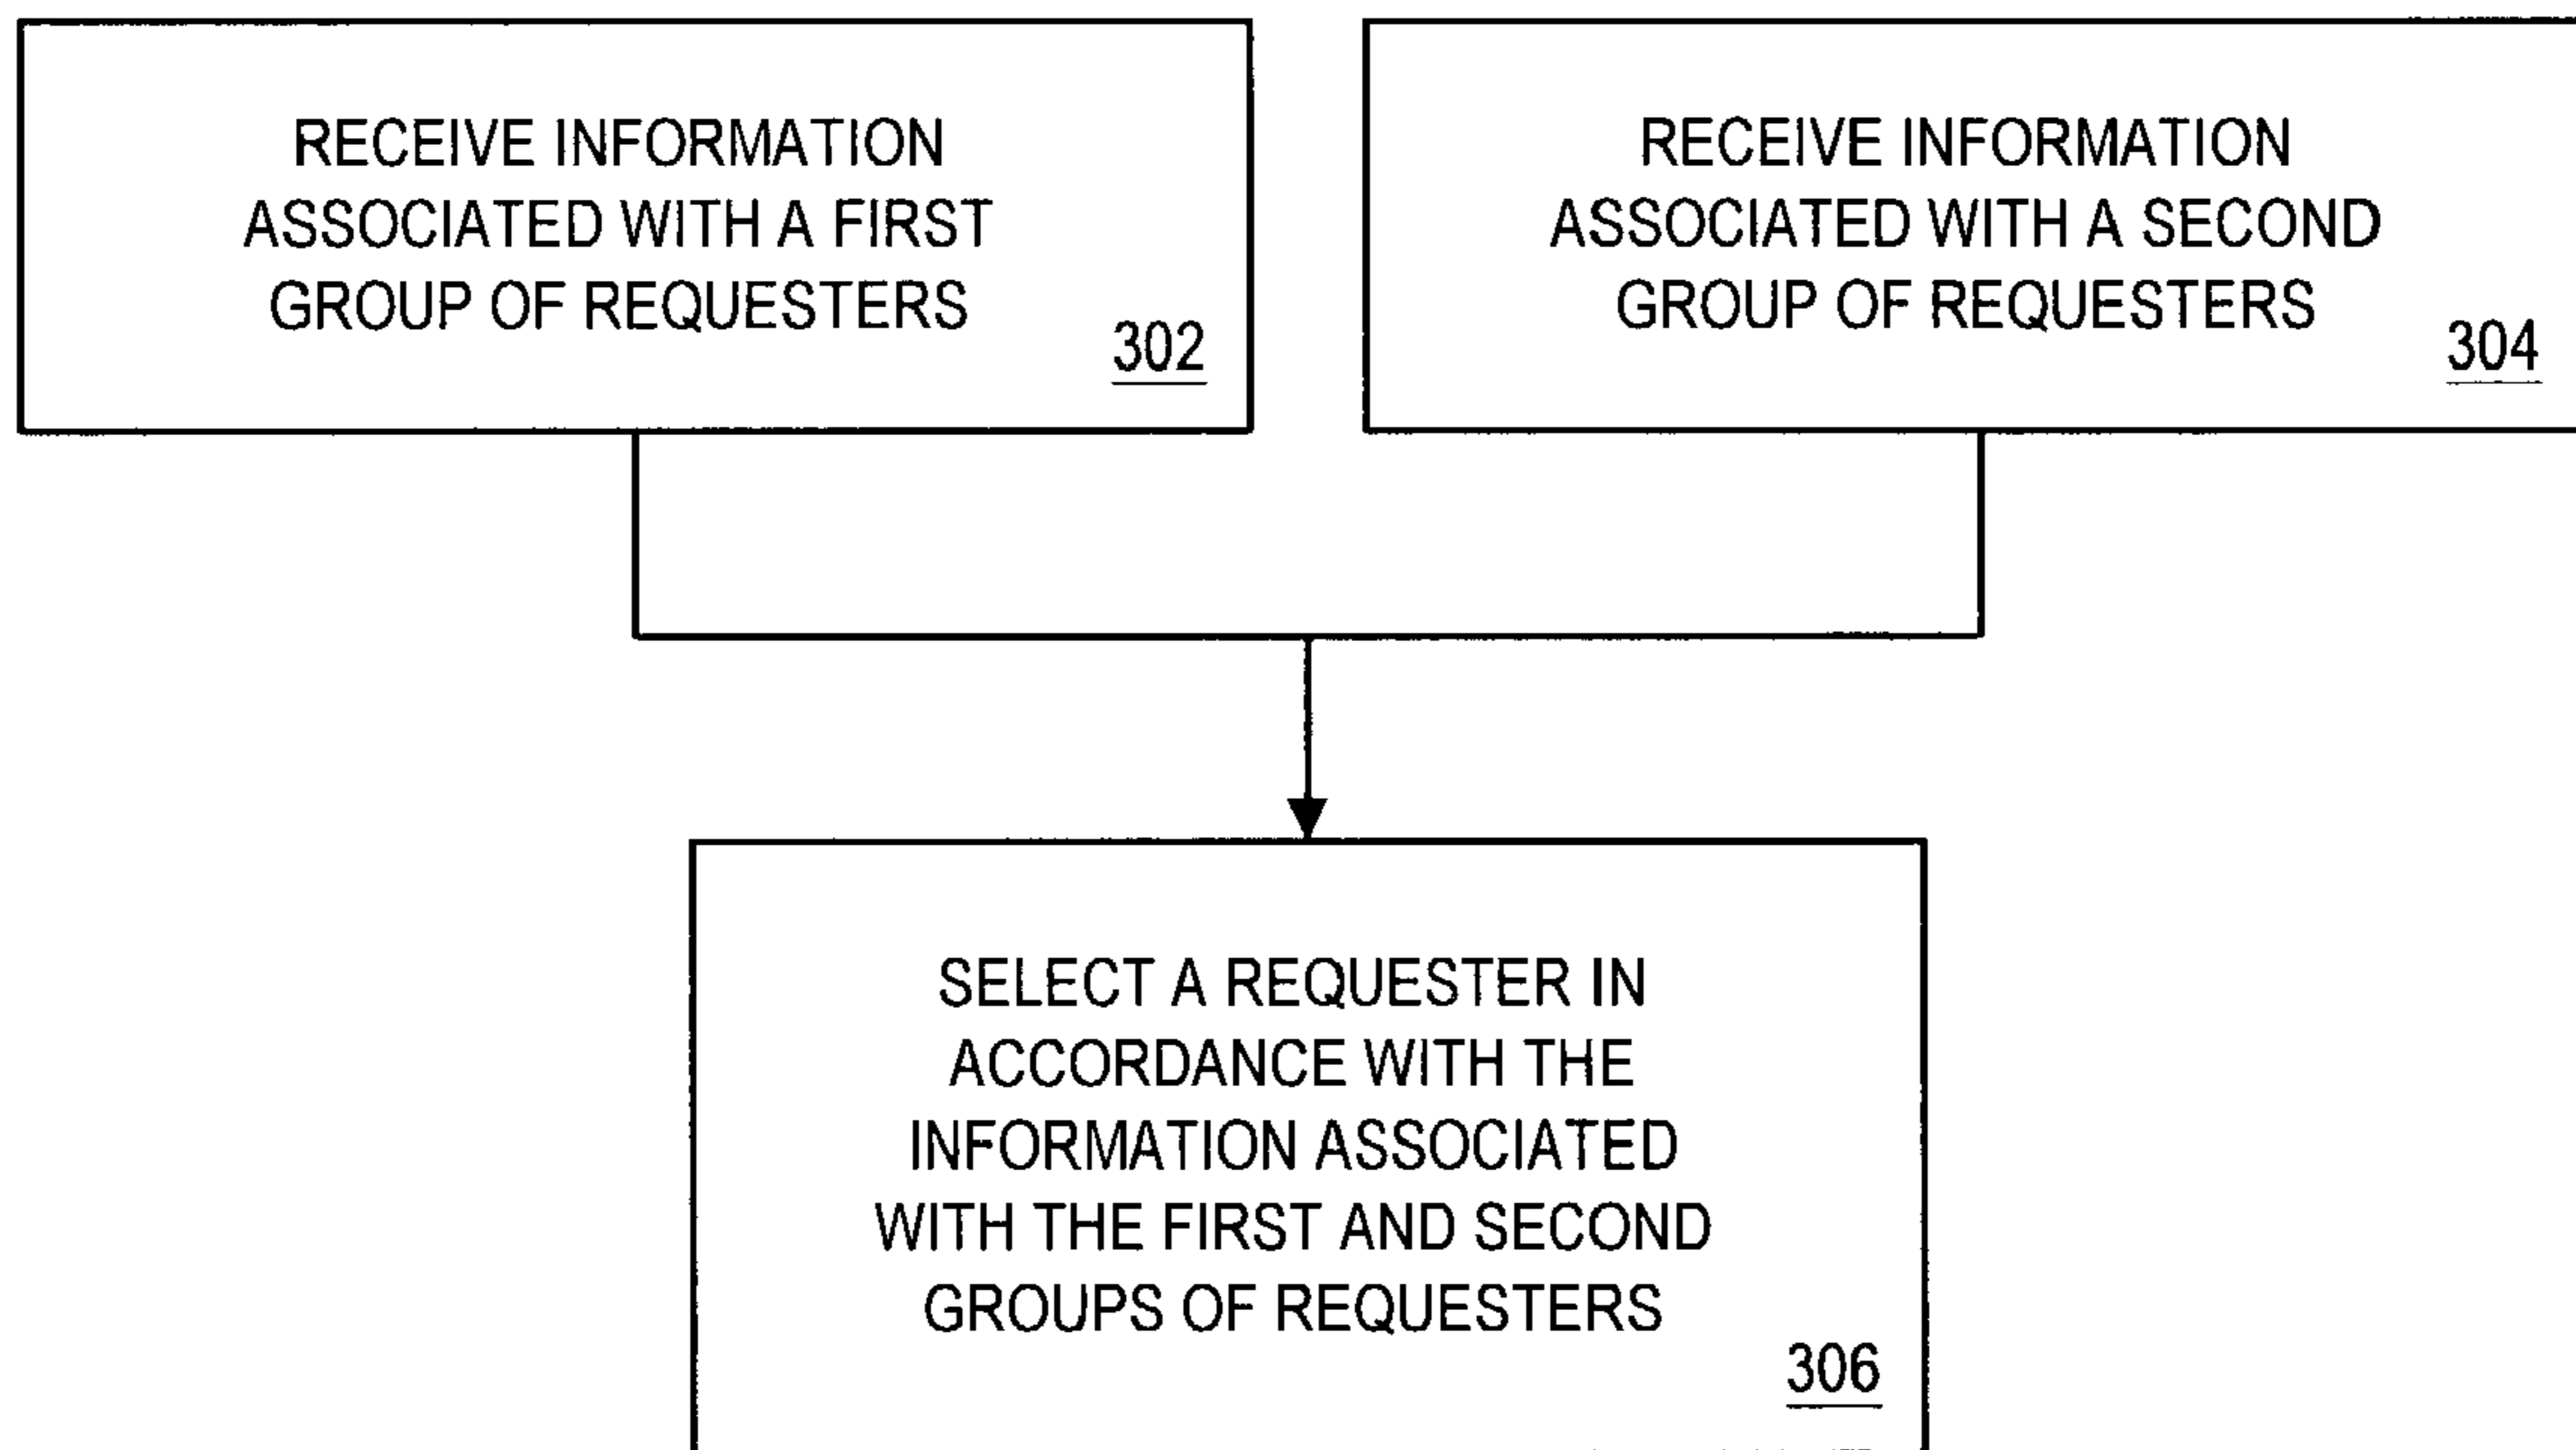 RECEIVE INFORMATION
ASSOCIATED WITH A FIRST
GROUP OF REQUESTERS
302
RECEIVE INFORMATION
ASSOCIATED WITH A SECOND
GROUP OF REQUESTERS
304
SELECT A REQUESTER IN
ACCORDANCE WITH THE
INFORMATION ASSOCIATED
WITH THE FIRST AND SECOND
GROUPS OF REQUESTERS
306